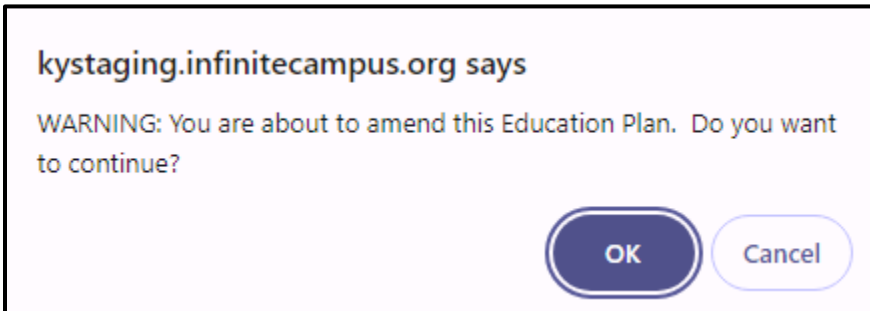 kystaging.infinitecampus.org says
WARNING: You are about to amend this Education Plan.  Do you want
to continue?
OK
Cancel